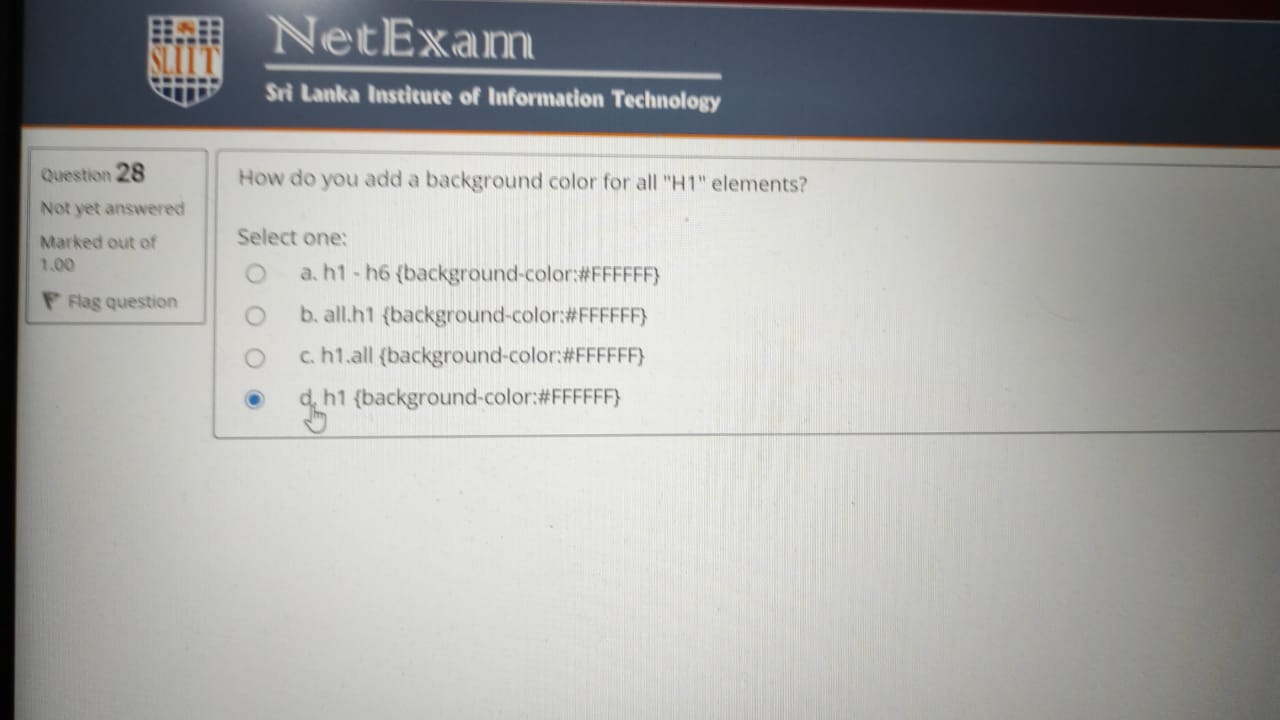 SLIIT
NetExam
Sri Lanka Institute of Information Technology
Question 28
Not yet answered
Marked out of
1.00
Flag question
How do you add a background color for all "H1" elements?
Select one:
a. h1 - h6 {background-color:#FFFFFF}
b. all.h1 {background-color:#FFFFFF}
c. h1.all {background-color:#FFFFFF}
d. h1 {background-color:#FFFFFF}